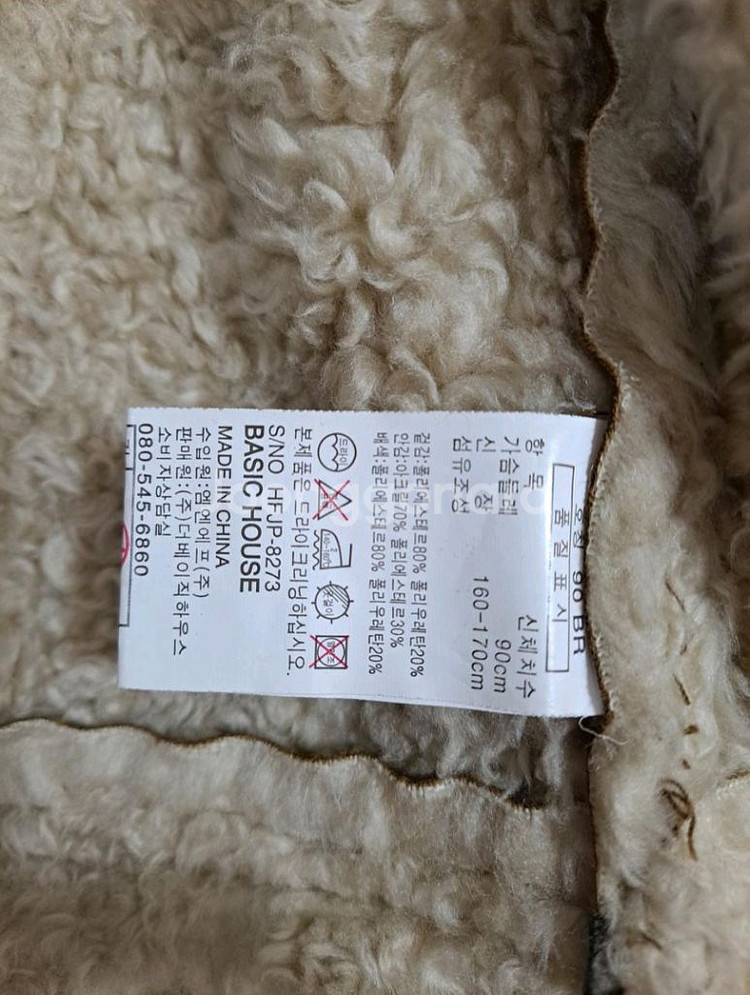 호칭 90 BR
품질표시
항 목 신체치수
가슴둘레 90cm
신 장 160-170cm
섬유조성
겉감:폴리에스테르80% 폴리우레탄20%
안감:아크릴70% 폴리에스테르30%
배색:폴리에스테르80% 폴리우레탄20%
드라이
본제품은 드라이크리닝하십시오.
S/NO HFJP-8273
BASIC HOUSE
MADE IN CHINA
수입원:엠엔에프(주)
판매원:(주)더베이직하우스
소비자상담실
080-545-6860